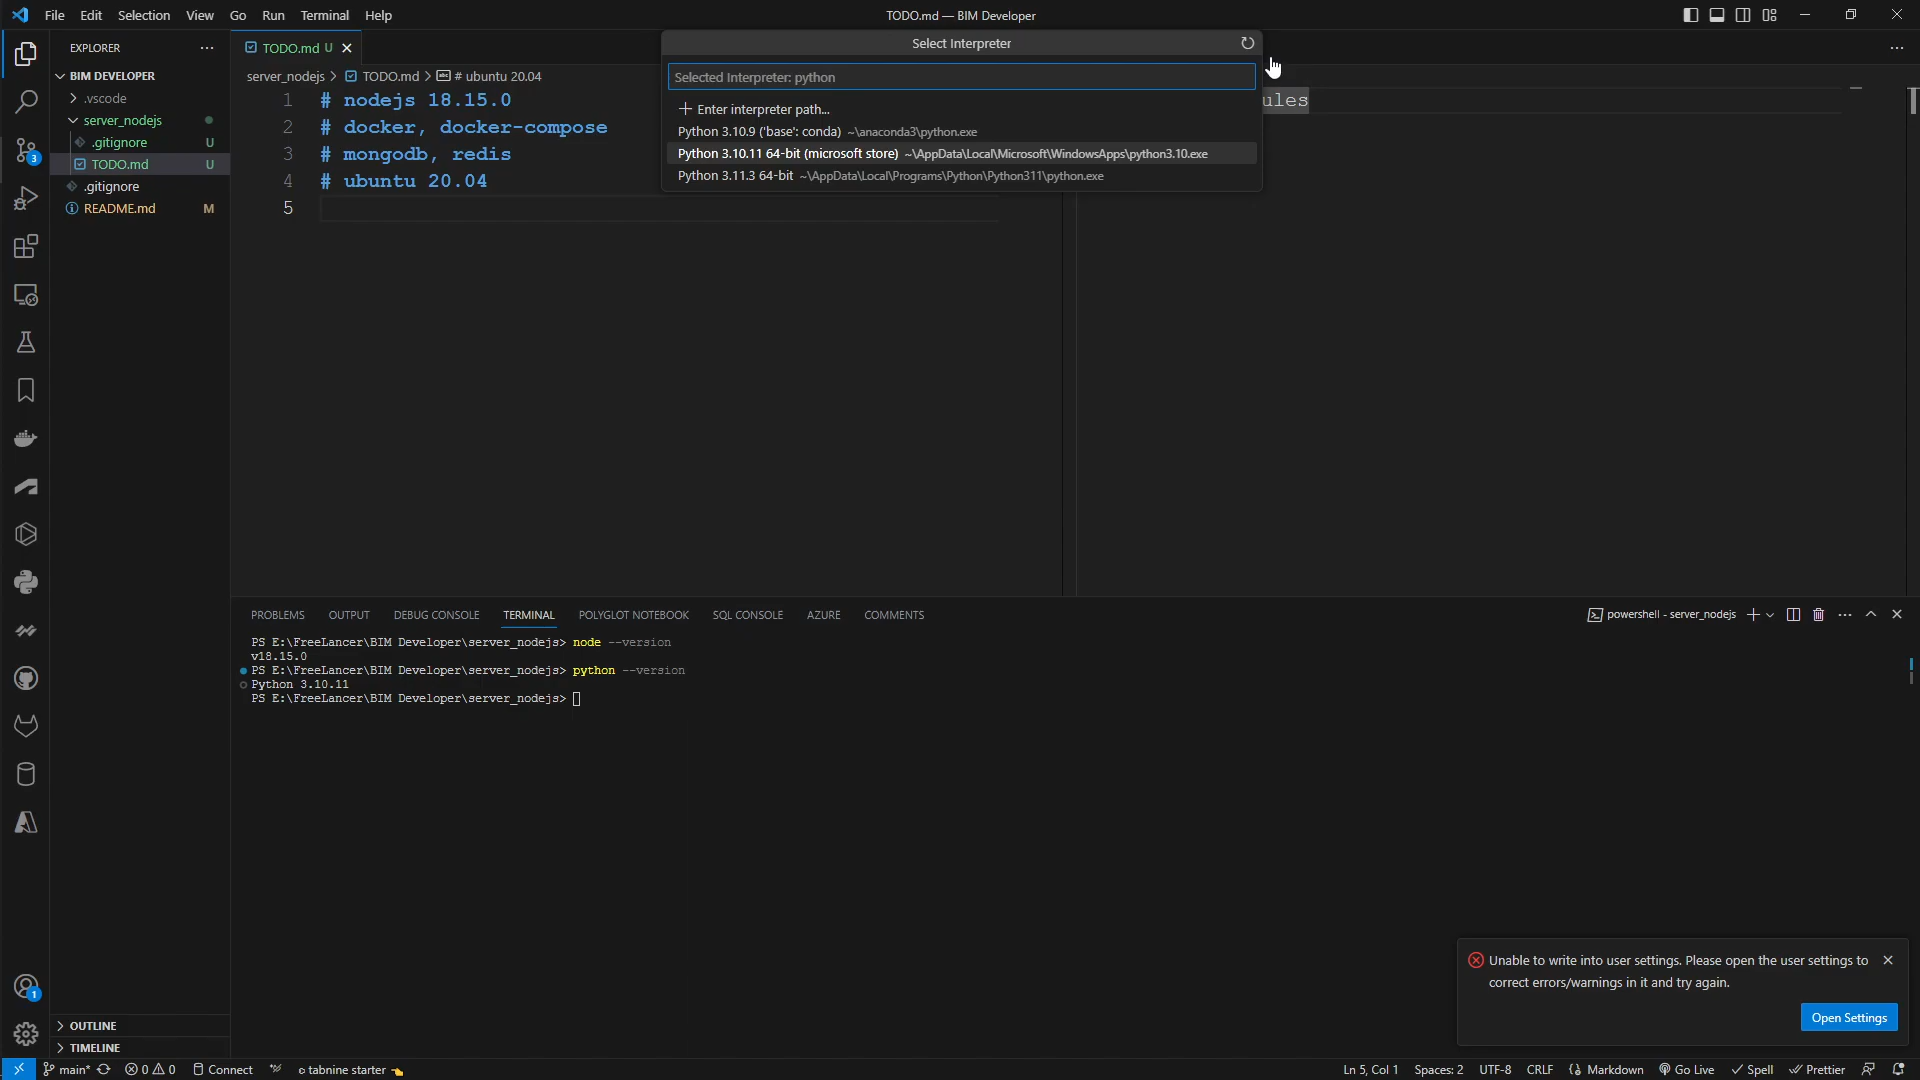 File Edit Selection View Go Run Terminal Help
TODO.md — BIM Developer
EXPLORER
BIM DEVELOPER
.vscode
server_nodejs
.gitignore U
TODO.md U
.gitignore
README.md M
OUTLINE
TIMELINE
TODO.md U
server_nodejs > TODO.md > # ubuntu 20.04
1 # nodejs 18.15.0
2 # docker, docker-compose
3 # mongodb, redis
4 # ubuntu 20.04
5
Select Interpreter
Selected Interpreter: python
Enter interpreter path...
Python 3.10.9 ('base': conda) ~\anaconda3\python.exe
Python 3.10.11 64-bit (microsoft store) ~\AppData\Local\Microsoft\WindowsApps\python3.10.exe
Python 3.11.3 64-bit ~\AppData\Local\Programs\Python\Python311\python.exe
ules
PROBLEMS OUTPUT DEBUG CONSOLE TERMINAL POLYGLOT NOTEBOOK SQL CONSOLE AZURE COMMENTS
powershell - server_nodejs
PS E:\FreeLancer\BIM Developer\server_nodejs> node --version
v18.15.0
PS E:\FreeLancer\BIM Developer\server_nodejs> python --version
Python 3.10.11
PS E:\FreeLancer\BIM Developer\server_nodejs>
3
1
Unable to write into user settings. Please open the user settings to
correct errors/warnings in it and try again.
Open Settings
main* 0 0 Connect tabnine starter
Ln 5, Col 1 Spaces: 2 UTF-8 CRLF Markdown Go Live Spell Prettier